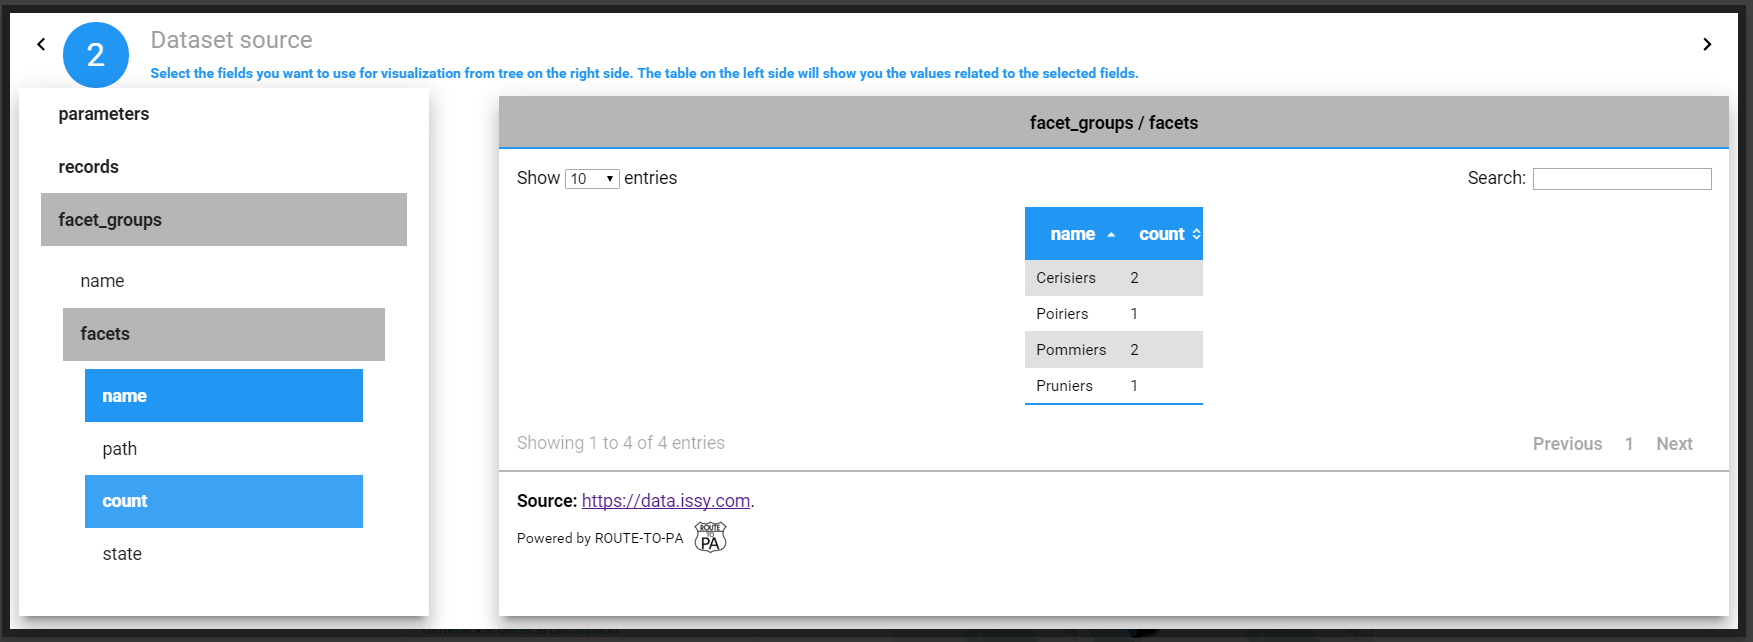 2
Dataset source
Select the fields you want to use for visualization from tree on the right side. The table on the left side will show you the values related to the selected fields.
parameters
records
facet_groups
name
facets
name
path
count
state
facet_groups / facets
Show 10 entries
Search:
name count
Cerisiers 2
Poiriers 1
Pommiers 2
Pruniers 1
Showing 1 to 4 of 4 entries
Previous 1 Next
Source: https://data.issy.com.
Powered by ROUTE-TO-PA
ROUTE
TO
PA